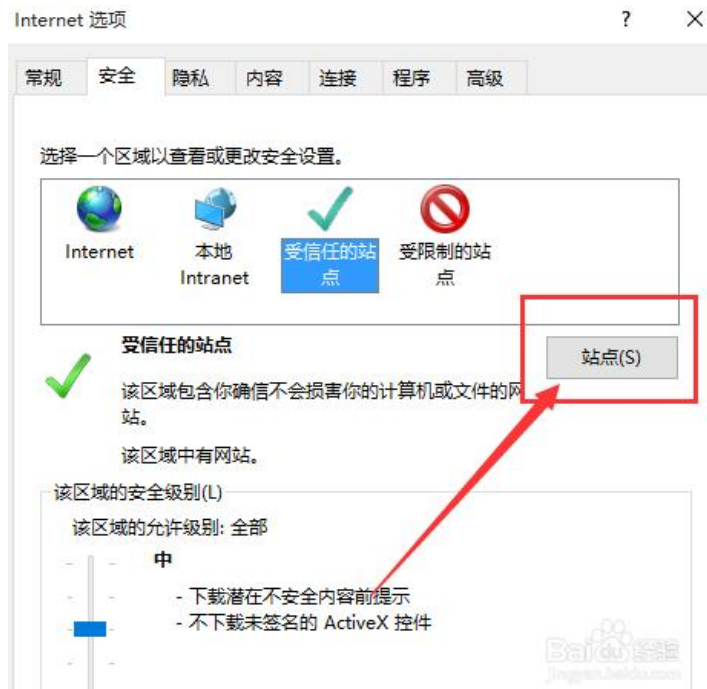 Internet 选项
? ×
常规 安全 隐私 内容 连接 程序 高级
选择一个区域以查看或更改安全设置。
Internet
本地
Intranet
受信任的站
点
受限制的站
点
受信任的站点
站点(S)
该区域包含你确信不会损害你的计算机或文件的网
站。
该区域中有网站。
该区域的安全级别(L)
该区域的允许级别: 全部
中
- 下载潜在不安全内容前提示
- 不下载未签名的 ActiveX 控件
Baidu 经验
jingyan.baidu.com